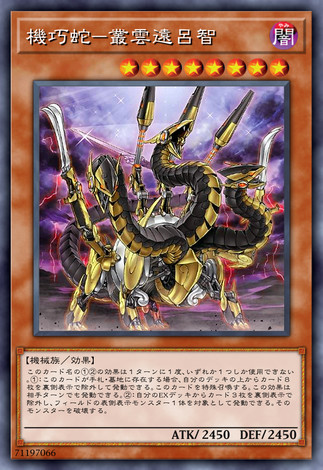 機巧蛇－叢雲遠呂智
闇
やみ
【機械族／効果】
このカード名の①②の効果は１ターンに１度、いずれか１つしか使用できない。①：このカードが手札・墓地に存在する場合、自分のデッキの上からカード８枚を裏側表示で除外して発動できる。このカードを特殊召喚する。この効果は相手ターンでも発動できる。②：自分のEXデッキからカード３枚を裏側表示で除外し、フィールドの表側表示モンスター１体を対象として発動できる。そのモンスターを破壊する。
ATK/ 2450 DEF/ 2450
71197066